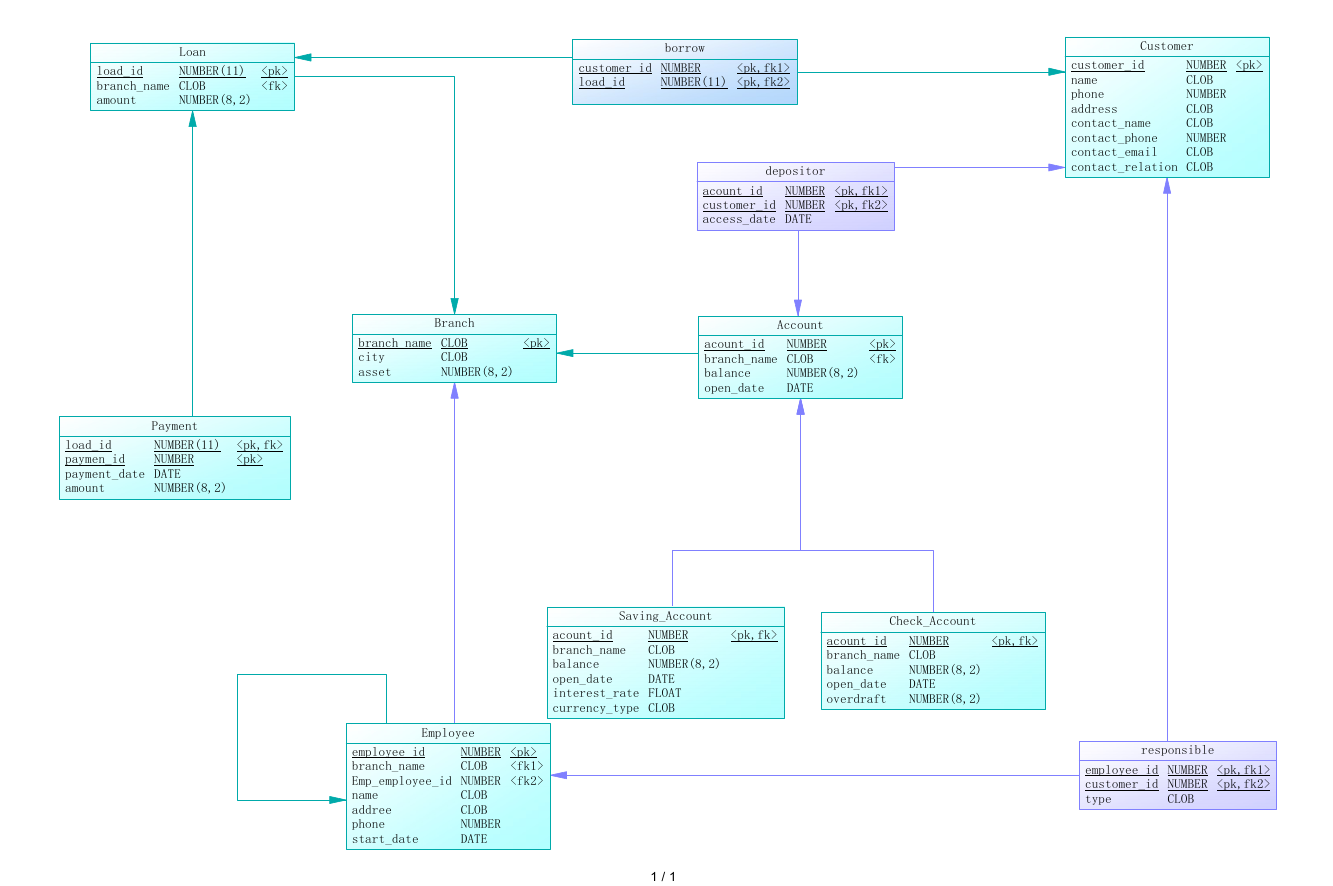 Loan
load_id NUMBER(11) <pk>
branch_name CLOB <fk>
amount NUMBER(8,2)
borrow
customer_id NUMBER <pk,fk1>
load_id NUMBER(11) <pk,fk2>
Customer
customer_id NUMBER <pk>
name CLOB
phone NUMBER
address CLOB
contact_name CLOB
contact_phone NUMBER
contact_email CLOB
contact_relation CLOB
depositor
acount_id NUMBER <pk,fk1>
customer_id NUMBER <pk,fk2>
access_date DATE
Branch
branch_name CLOB <pk>
city CLOB
asset NUMBER(8,2)
Account
acount_id NUMBER <pk>
branch_name CLOB <fk>
balance NUMBER(8,2)
open_date DATE
Payment
load_id NUMBER(11) <pk,fk>
paymen_id NUMBER <pk>
payment_date DATE
amount NUMBER(8,2)
Saving_Account
acount_id NUMBER <pk,fk>
branch_name CLOB
balance NUMBER(8,2)
open_date DATE
interest_rate FLOAT
currency_type CLOB
Check_Account
acount_id NUMBER <pk,fk>
branch_name CLOB
balance NUMBER(8,2)
open_date DATE
overdraft NUMBER(8,2)
Employee
employee_id NUMBER <pk>
branch_name CLOB <fk1>
Emp_employee_id NUMBER <fk2>
name CLOB
addree CLOB
phone NUMBER
start_date DATE
responsible
employee_id NUMBER <pk,fk1>
customer_id NUMBER <pk,fk2>
type CLOB
1 / 1